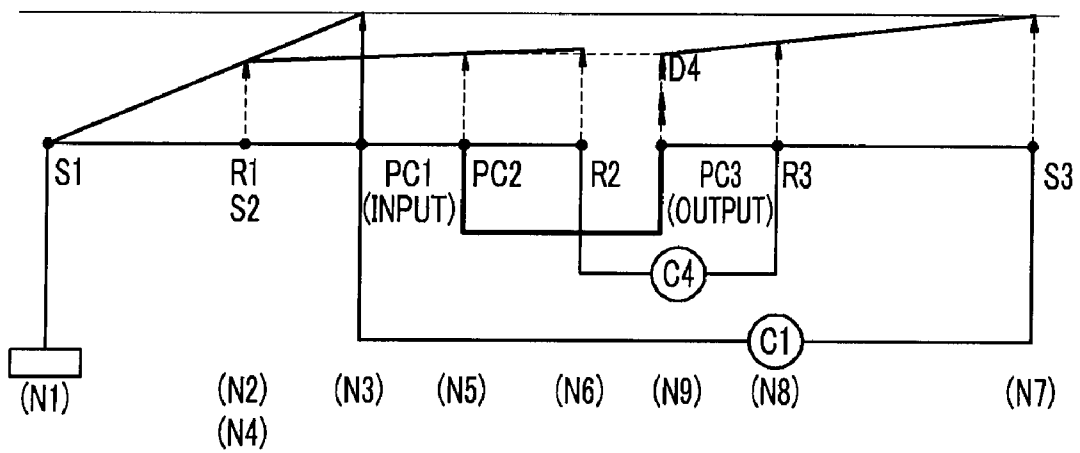 D4
S1 R1 PC1 PC2 R2 PC3 R3 S3
S2 (INPUT) (OUTPUT)
C4
C1
(N1) (N2) (N3) (N5) (N6) (N9) (N8) (N7)
(N4)